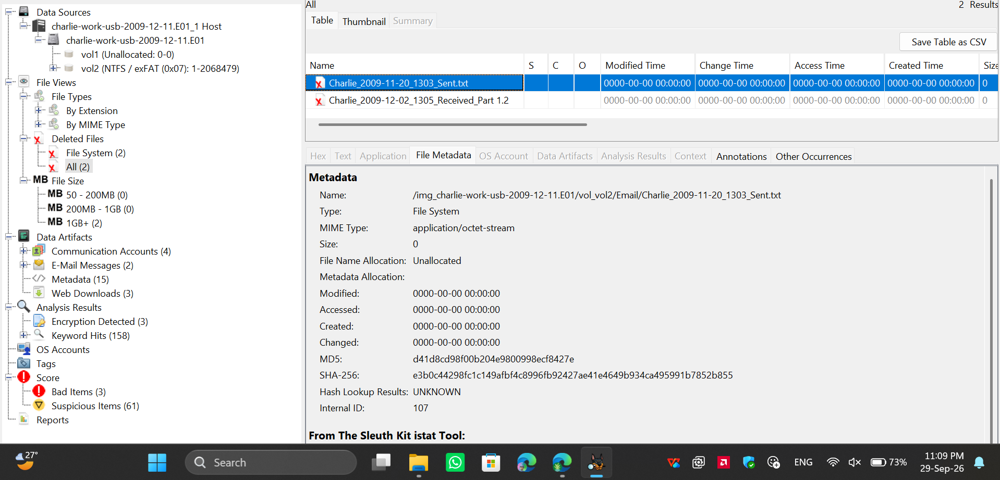 Data Sources
charlie-work-usb-2009-12-11.E01_1 Host
charlie-work-usb-2009-12-11.E01
vol1 (Unallocated: 0-0)
vol2 (NTFS / exFAT (0x07): 1-2068479)
File Views
File Types
By Extension
By MIME Type
Deleted Files
File System (2)
All (2)
MB File Size
MB 50 - 200MB (0)
MB 200MB - 1GB (0)
MB 1GB+ (2)
Data Artifacts
Communication Accounts (4)
E-Mail Messages (2)
Metadata (15)
Web Downloads (3)
Analysis Results
Encryption Detected (3)
Keyword Hits (158)
OS Accounts
Tags
Score
Bad Items (3)
Suspicious Items (61)
Reports
All 2 Results
Table Thumbnail Summary
Save Table as CSV
Name S C O Modified Time Change Time Access Time Created Time Size
Charlie_2009-11-20_1303_Sent.txt 0000-00-00 00:00:00 0000-00-00 00:00:00 0000-00-00 00:00:00 0000-00-00 00:00:00 0
Charlie_2009-12-02_1305_Received_Part 1.2 0000-00-00 00:00:00 0000-00-00 00:00:00 0000-00-00 00:00:00 0000-00-00 00:00:00 0
Hex Text Application File Metadata OS Account Data Artifacts Analysis Results Context Annotations Other Occurrences
Metadata
Name: /img_charlie-work-usb-2009-12-11.E01/vol_vol2/Email/Charlie_2009-11-20_1303_Sent.txt
Type: File System
MIME Type: application/octet-stream
Size: 0
File Name Allocation: Unallocated
Metadata Allocation:
Modified: 0000-00-00 00:00:00
Accessed: 0000-00-00 00:00:00
Created: 0000-00-00 00:00:00
Changed: 0000-00-00 00:00:00
MD5: d41d8cd98f00b204e9800998ecf8427e
SHA-256: e3b0c44298fc1c149afbf4c8996fb92427ae41e4649b934ca495991b7852b855
Hash Lookup Results: UNKNOWN
Internal ID: 107
From The Sleuth Kit istat Tool:
27°
Search
ENG
73%
11:09 PM
29-Sep-26